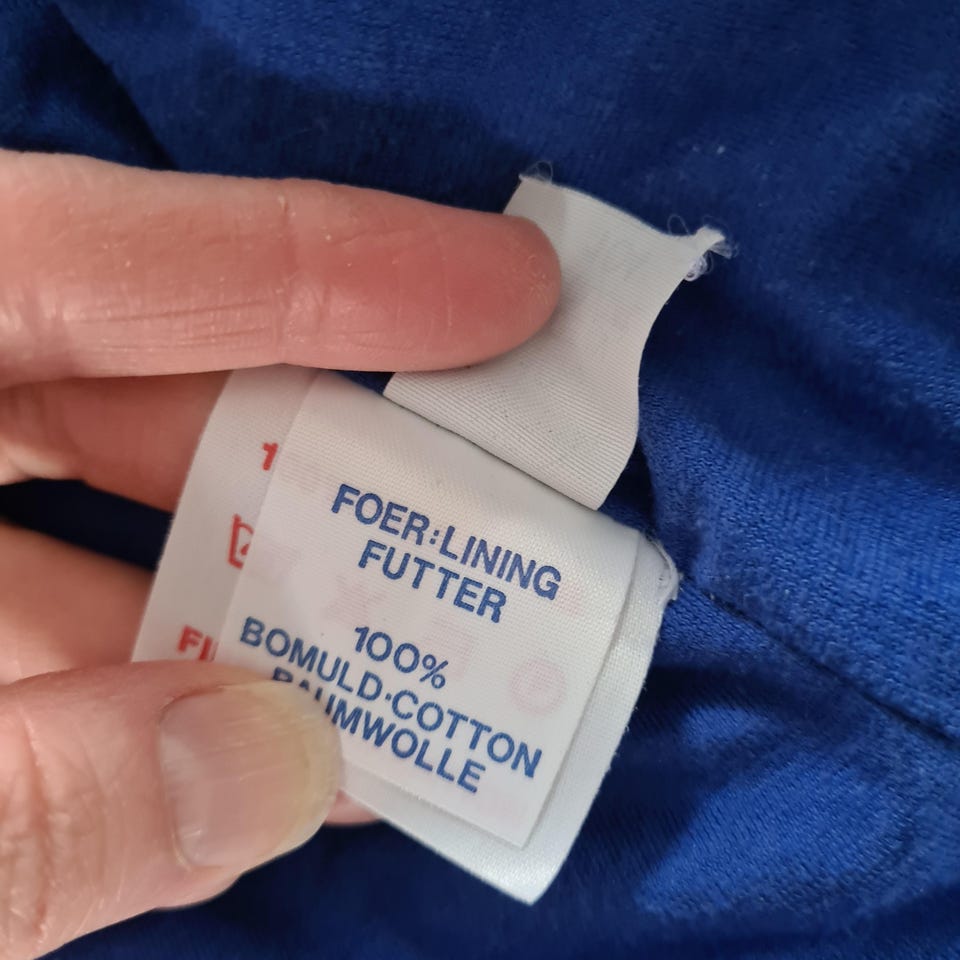 FOER:LINING
FUTTER
100%
BOMULD·COTTON
BAUMWOLLE